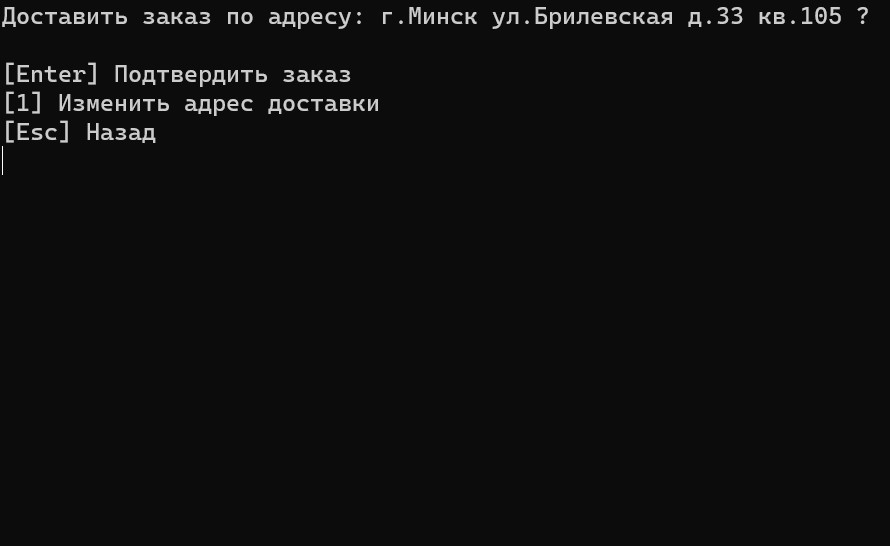 Доставить заказ по адресу: г.Минск ул.Брилевская д.33 кв.105 ?
[Enter] Подтвердить заказ
[1] Изменить адрес доставки
[Esc] Назад